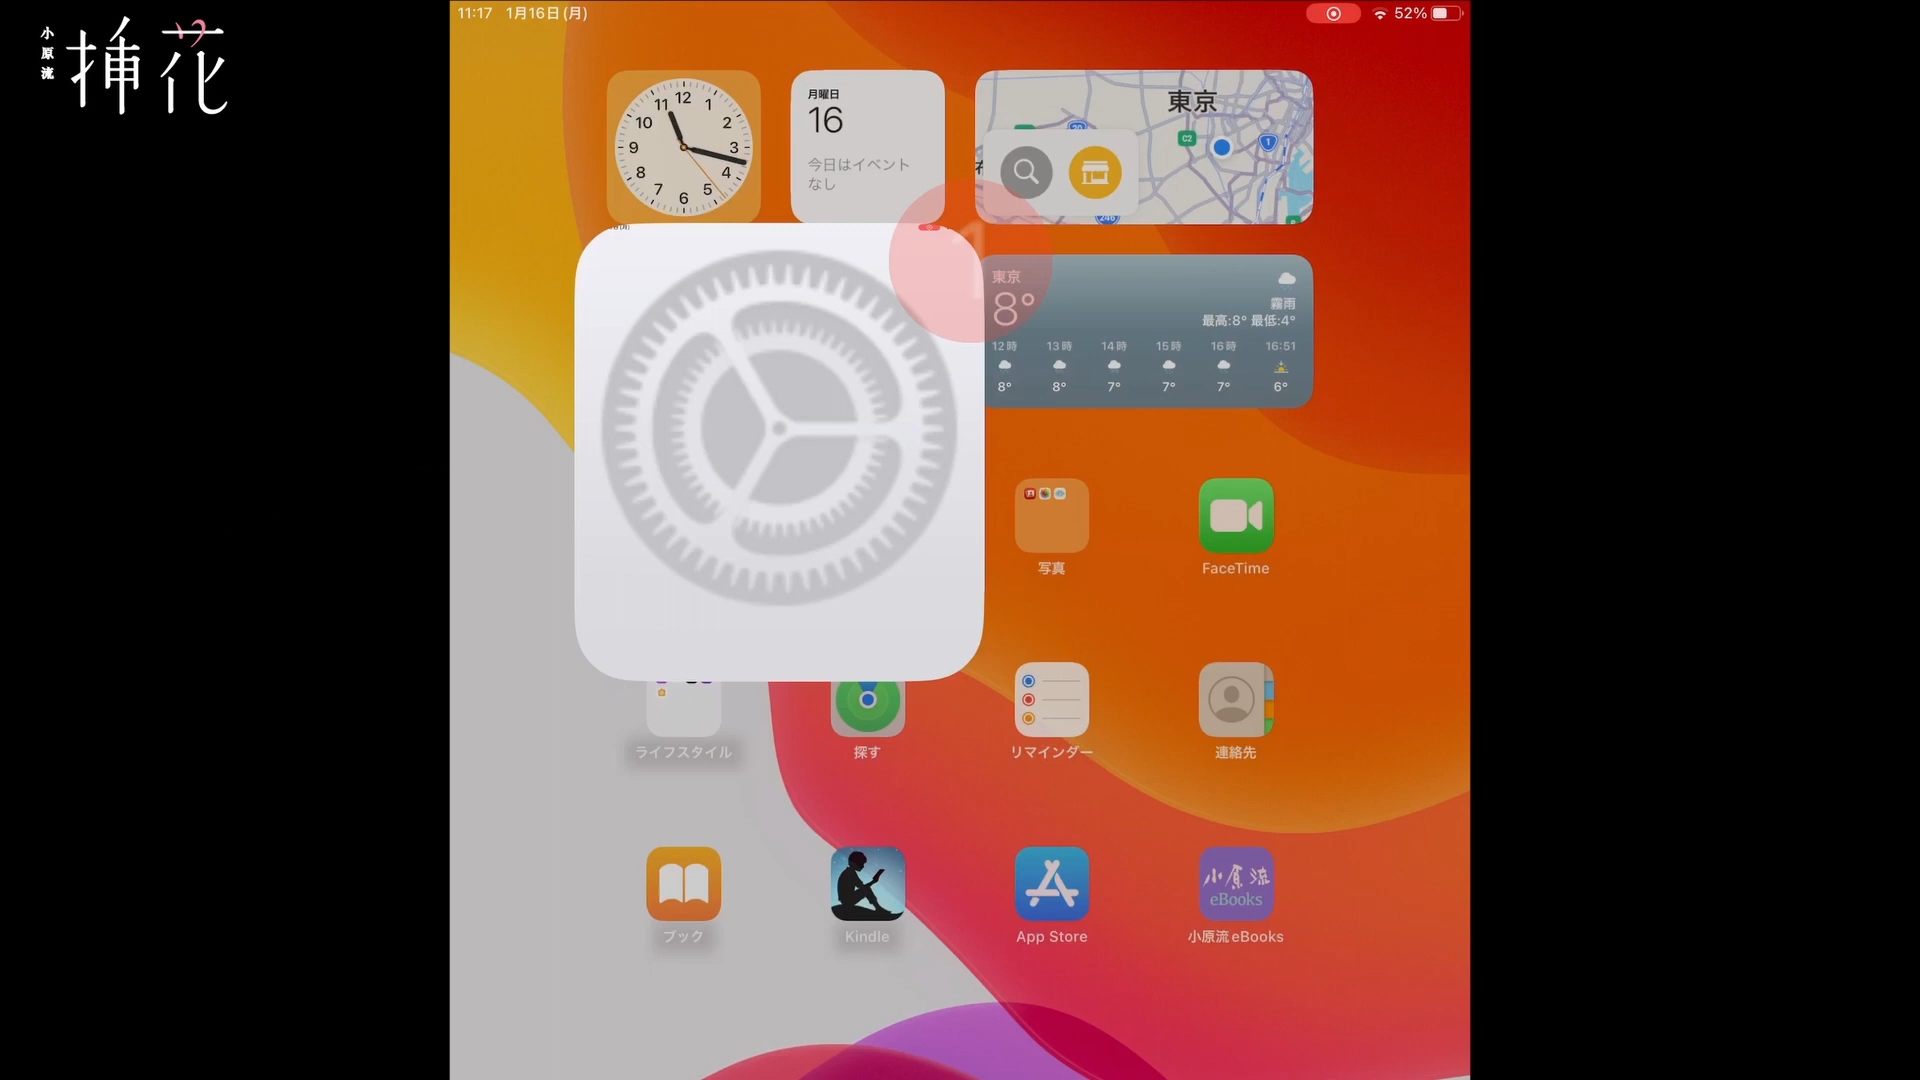 小原流
挿花
11:17 1月16日(月)
52%
12
1
2
3
4
5
6
7
8
9
10
11
月曜日
16
今日はイベント
なし
東京
20
C2
1
246
東京
8°
霧雨
最高:8° 最低:4°
12時 13時 14時 15時 16時 16:51
8° 8° 7° 7° 7° 6°
1
写真
FaceTime
ライフスタイル
探す
リマインダー
連絡先
小原流
eBooks
ブック
Kindle
App Store
小原流eBooks